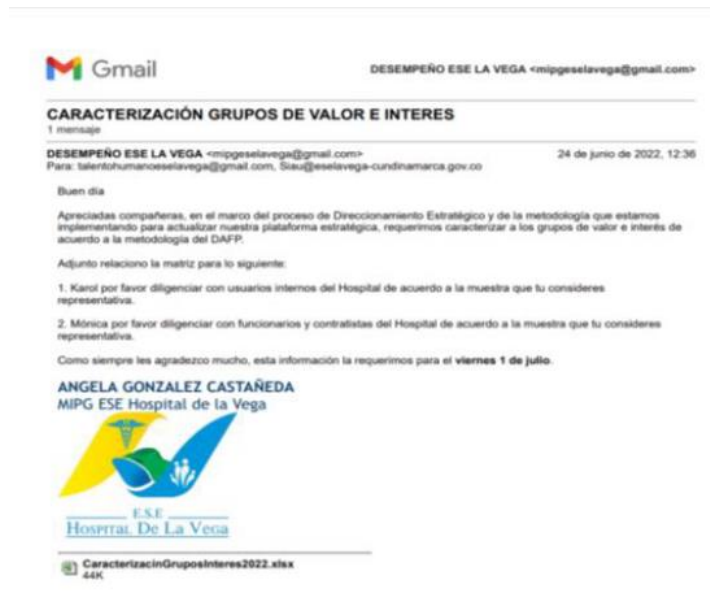 Gmail
DESEMPEÑO ESE LA VEGA <mipgeselavega@gmail.com>
CARACTERIZACIÓN GRUPOS DE VALOR E INTERES
1 mensaje
DESEMPEÑO ESE LA VEGA <mipgeselavega@gmail.com>
24 de junio de 2022, 12:36
Para: talentohumanoeselavega@gmail.com, Siau@eselavega-cundinamarca.gov.co
Buen día
Apreciadas compañeras, en el marco del proceso de Direccionamiento Estratégico y de la metodología que estamos
implementando para actualizar nuestra plataforma estratégica, requerimos caracterizar a los grupos de valor e interés de
acuerdo a la metodología del DAFP.
Adjunto relaciono la matriz para lo siguiente:
1. Karol por favor diligenciar con usuarios internos del Hospital de acuerdo a la muestra que tu consideres
representativa.
2. Mónica por favor diligenciar con funcionarios y contratistas del Hospital de acuerdo a la muestra que tu consideres
representativa.
Como siempre les agradezco mucho, esta información la requerimos para el viernes 1 de julio.
ANGELA GONZALEZ CASTAÑEDA
MIPG ESE Hospital de la Vega
E.S.E
Hospital De La Vega
CaracterizacinGruposInteres2022.xlsx
44K